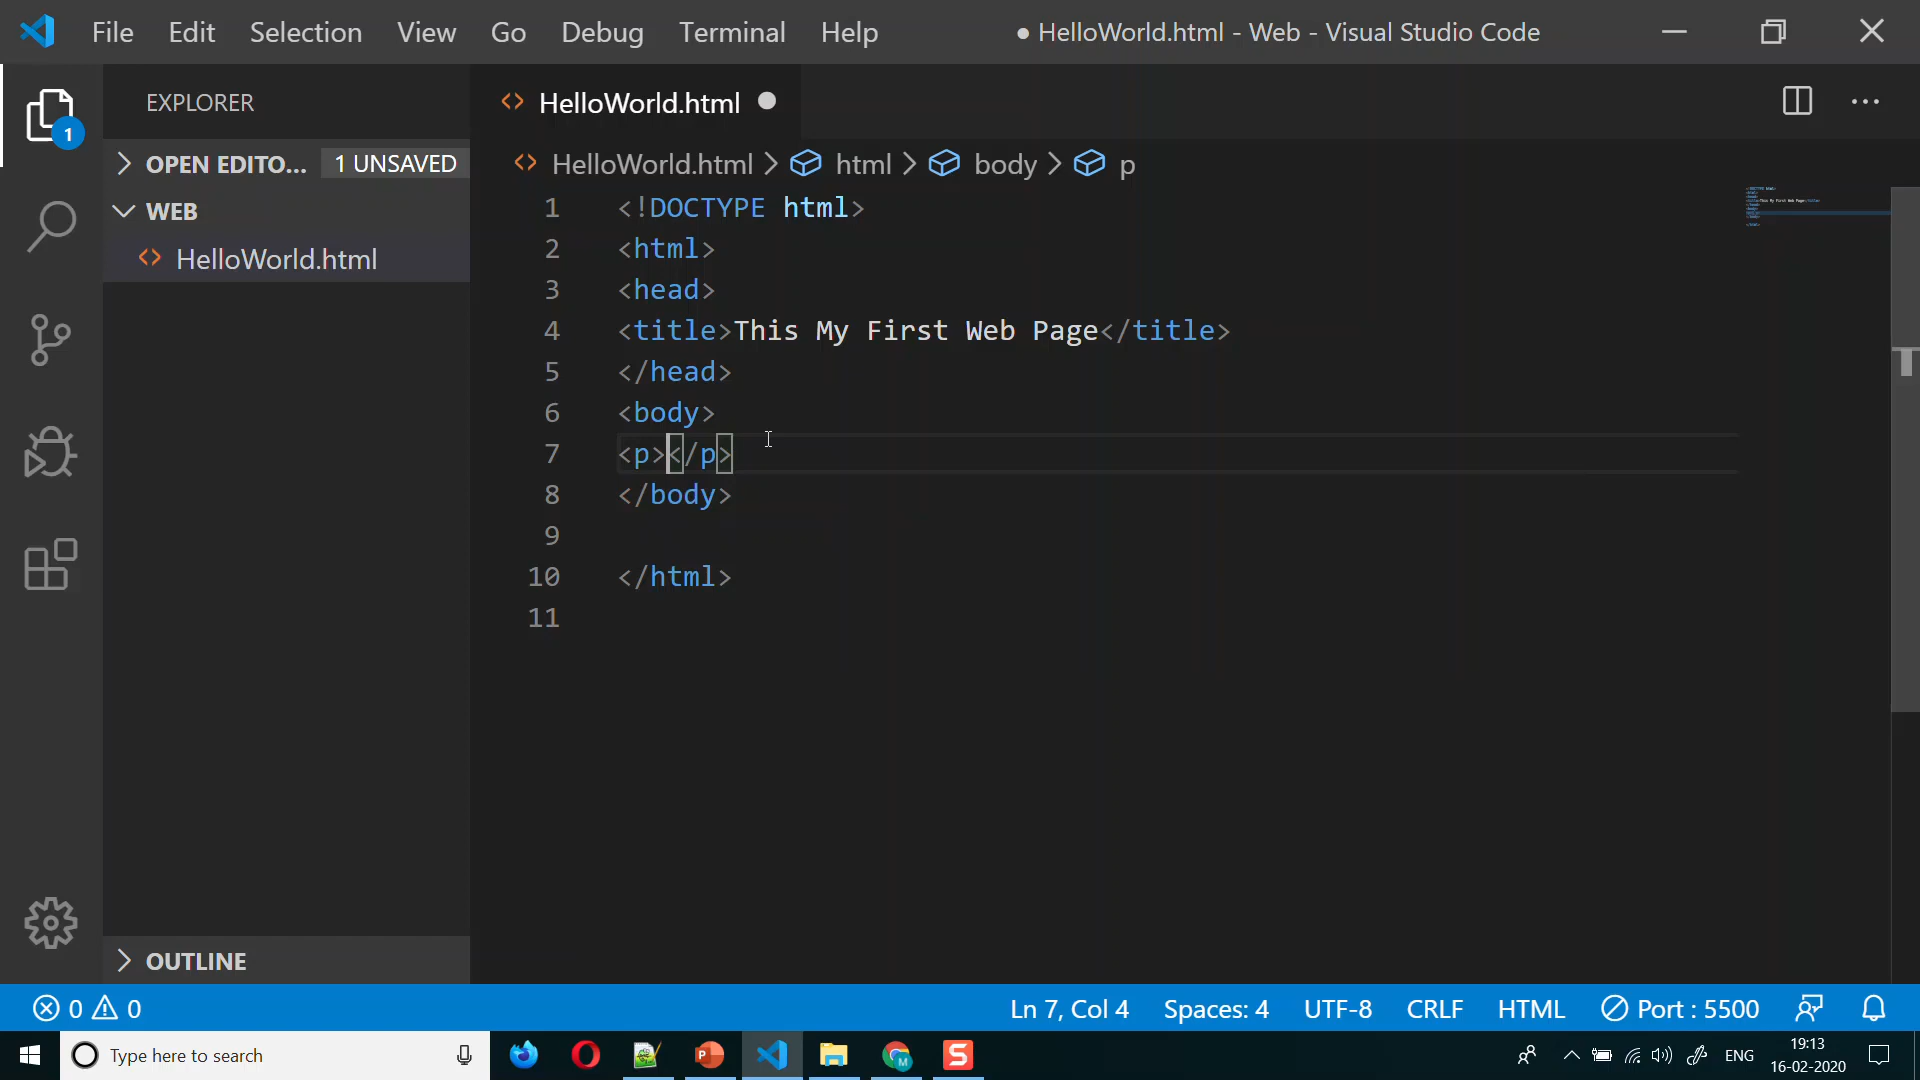 File Edit Selection View Go Debug Terminal Help ● HelloWorld.html - Web - Visual Studio Code
EXPLORER
1
OPEN EDITO... 1 UNSAVED
WEB
HelloWorld.html
OUTLINE
HelloWorld.html
HelloWorld.html > html > body > p
1 <!DOCTYPE html>
2 <html>
3 <head>
4 <title>This My First Web Page</title>
5 </head>
6 <body>
7 <p></p>
8 </body>
9
10 </html>
11
0 0 Ln 7, Col 4 Spaces: 4 UTF-8 CRLF HTML Port : 5500
Type here to search ENG 19:13
16-02-2020